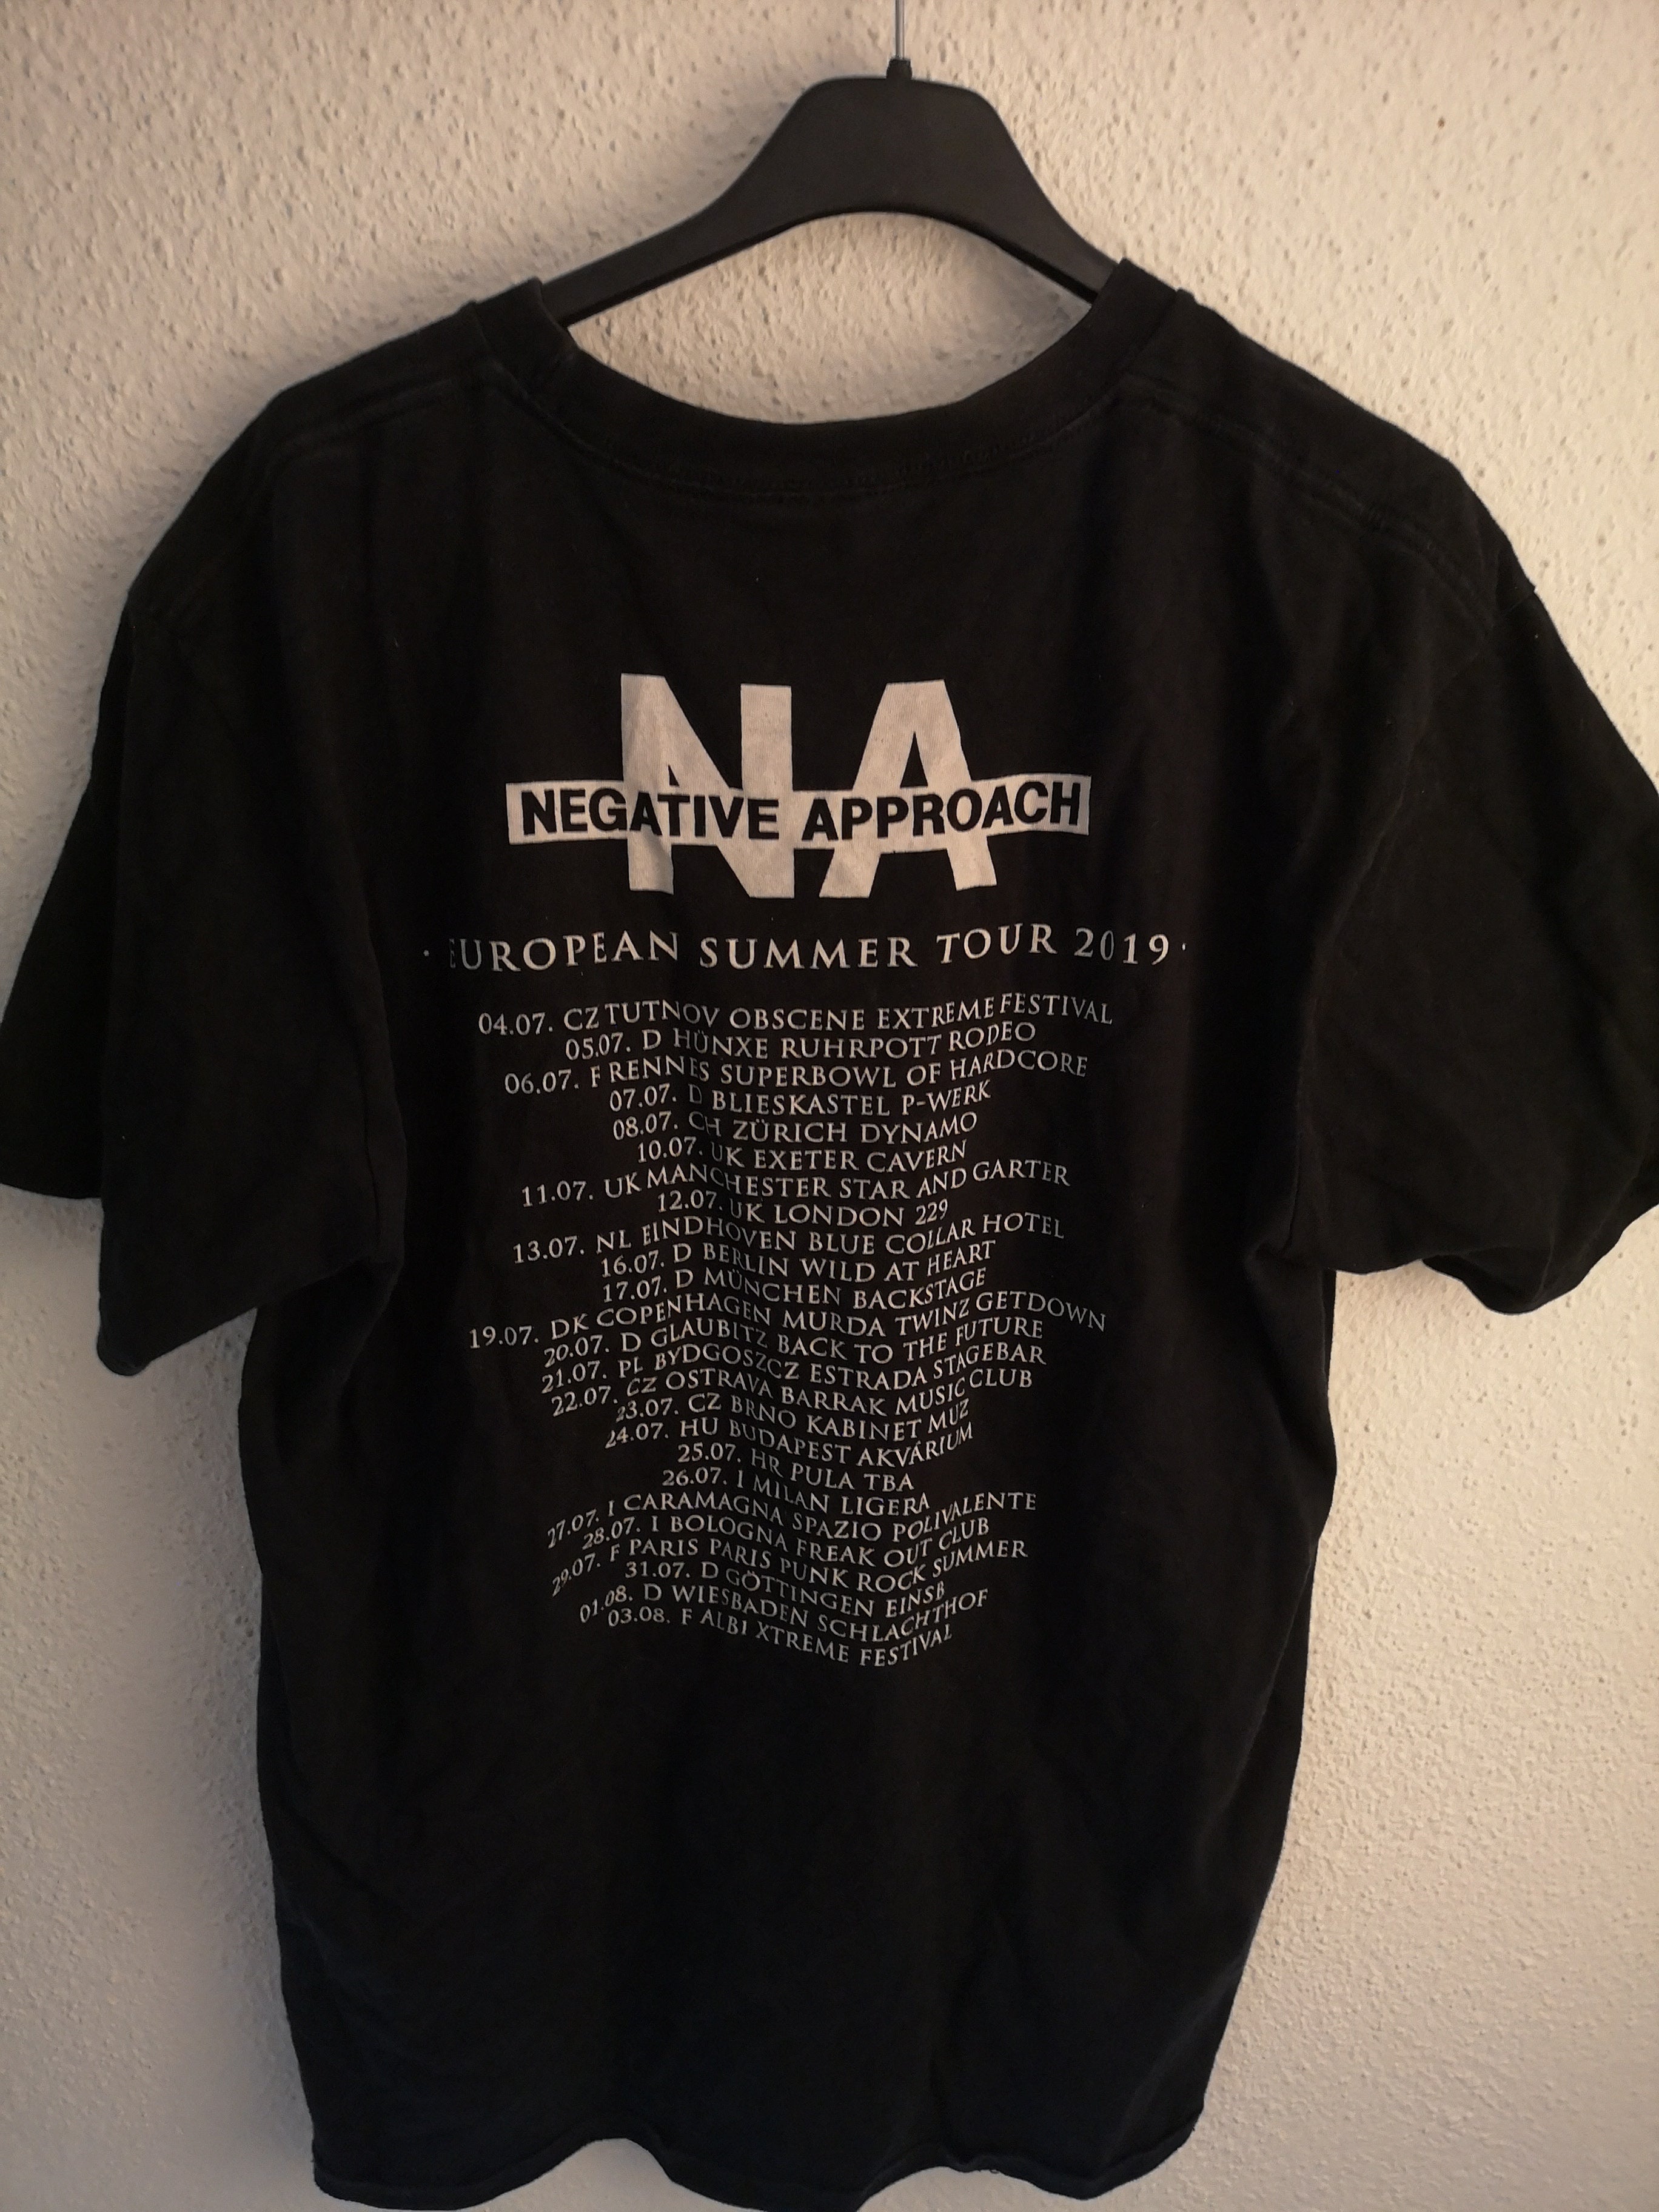 NA
NEGATIVE APPROACH
· EUROPEAN SUMMER TOUR 2019 ·
04.07. CZ TUTNOV OBSCENE EXTREME FESTIVAL
05.07. D HÜNXE RUHRPOTT RODEO
06.07. F RENNES SUPERBOWL OF HARDCORE
07.07. D BLIESKASTEL P-WERK
08.07. CH ZÜRICH DYNAMO
10.07. UK EXETER CAVERN
11.07. UK MANCHESTER STAR AND GARTER
12.07. UK LONDON 229
13.07. NL EINDHOVEN BLUE COLLAR HOTEL
16.07. D BERLIN WILD AT HEART
17.07. D MÜNCHEN BACKSTAGE
19.07. DK COPENHAGEN MURDA TWINZ GETDOWN
20.07. D GLAUBITZ BACK TO THE FUTURE
21.07. PL BYDGOSZCZ ESTRADA STAGEBAR
22.07. CZ OSTRAVA BARRAK MUSIC CLUB
23.07. CZ BRNO KABINET MÚZ
24.07. HU BUDAPEST AKVÁRIUM
25.07. HR PULA TBA
26.07. I MILAN LIGERA
27.07. I CARAMAGNA SPAZIO POLIVALENTE
28.07. I BOLOGNA FREAK OUT CLUB
29.07. F PARIS PARIS PUNK ROCK SUMMER
31.07. D GÖTTINGEN EINSB
01.08. D WIESBADEN SCHLACHTHOF
03.08. F ALBI XTREME FESTIVAL